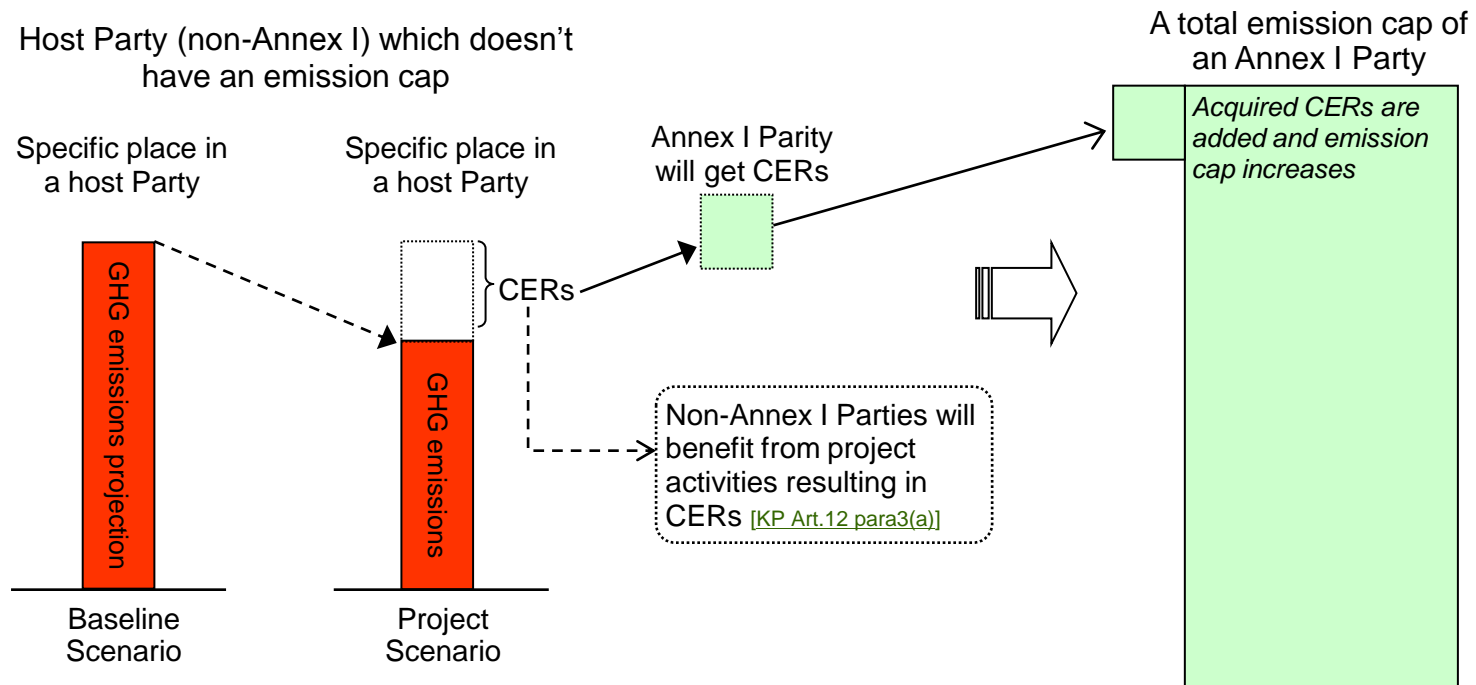 Host Party (non-Annex I) which doesn't
have an emission cap
A total emission cap of
an Annex I Party
Specific place in
a host Party
Specific place in
a host Party
Annex I Parity
will get CERs
Acquired CERs are
added and emission
cap increases
GHG emissions projection
GHG emissions
CERs
Non-Annex I Parties will
benefit from project
activities resulting in
CERs [KP Art.12 para3(a)]
Baseline
Scenario
Project
Scenario